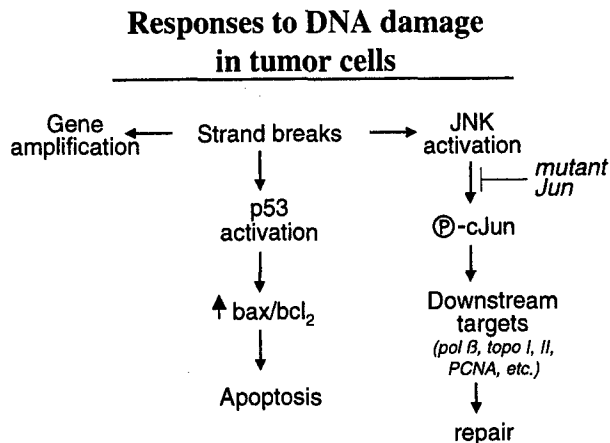 Responses to DNA damage
in tumor cells
Gene
amplification
Strand breaks
JNK
activation
mutant
Jun
p53
activation
Ⓟ-cJun
↑ bax/bcl₂
Downstream
targets
(pol ß, topo I, II,
PCNA, etc.)
Apoptosis
repair